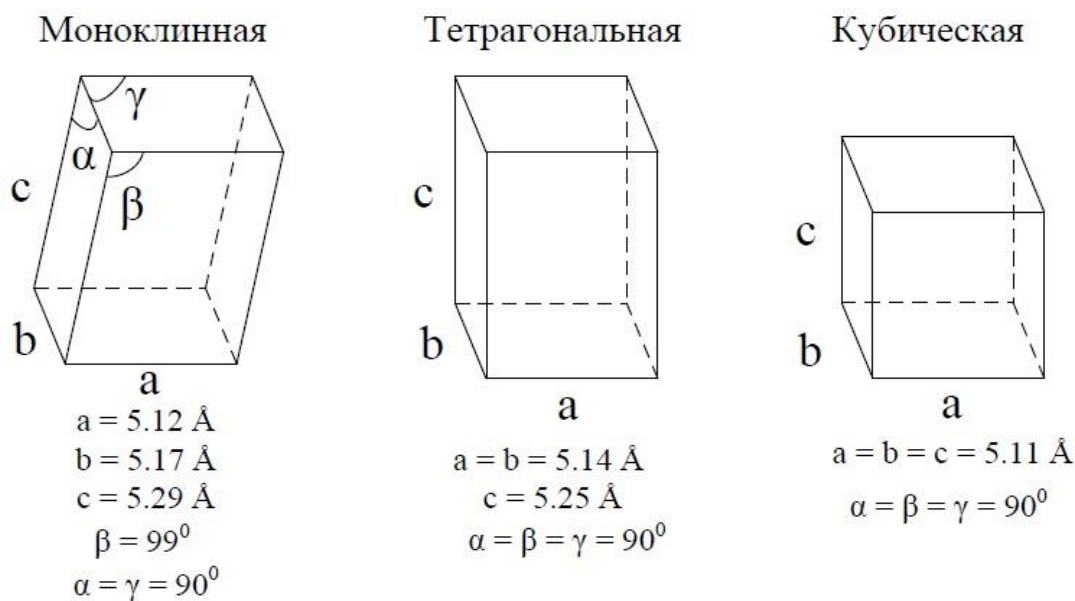 Моноклинная
γ
α
β
c
b
a
a = 5.12 Å
b = 5.17 Å
c = 5.29 Å
β = 99⁰
α = γ = 90⁰
Тетрагональная
c
b
a
a = b = 5.14 Å
c = 5.25 Å
α = β = γ = 90⁰
Кубическая
c
b
a
a = b = c = 5.11 Å
α = β = γ = 90⁰